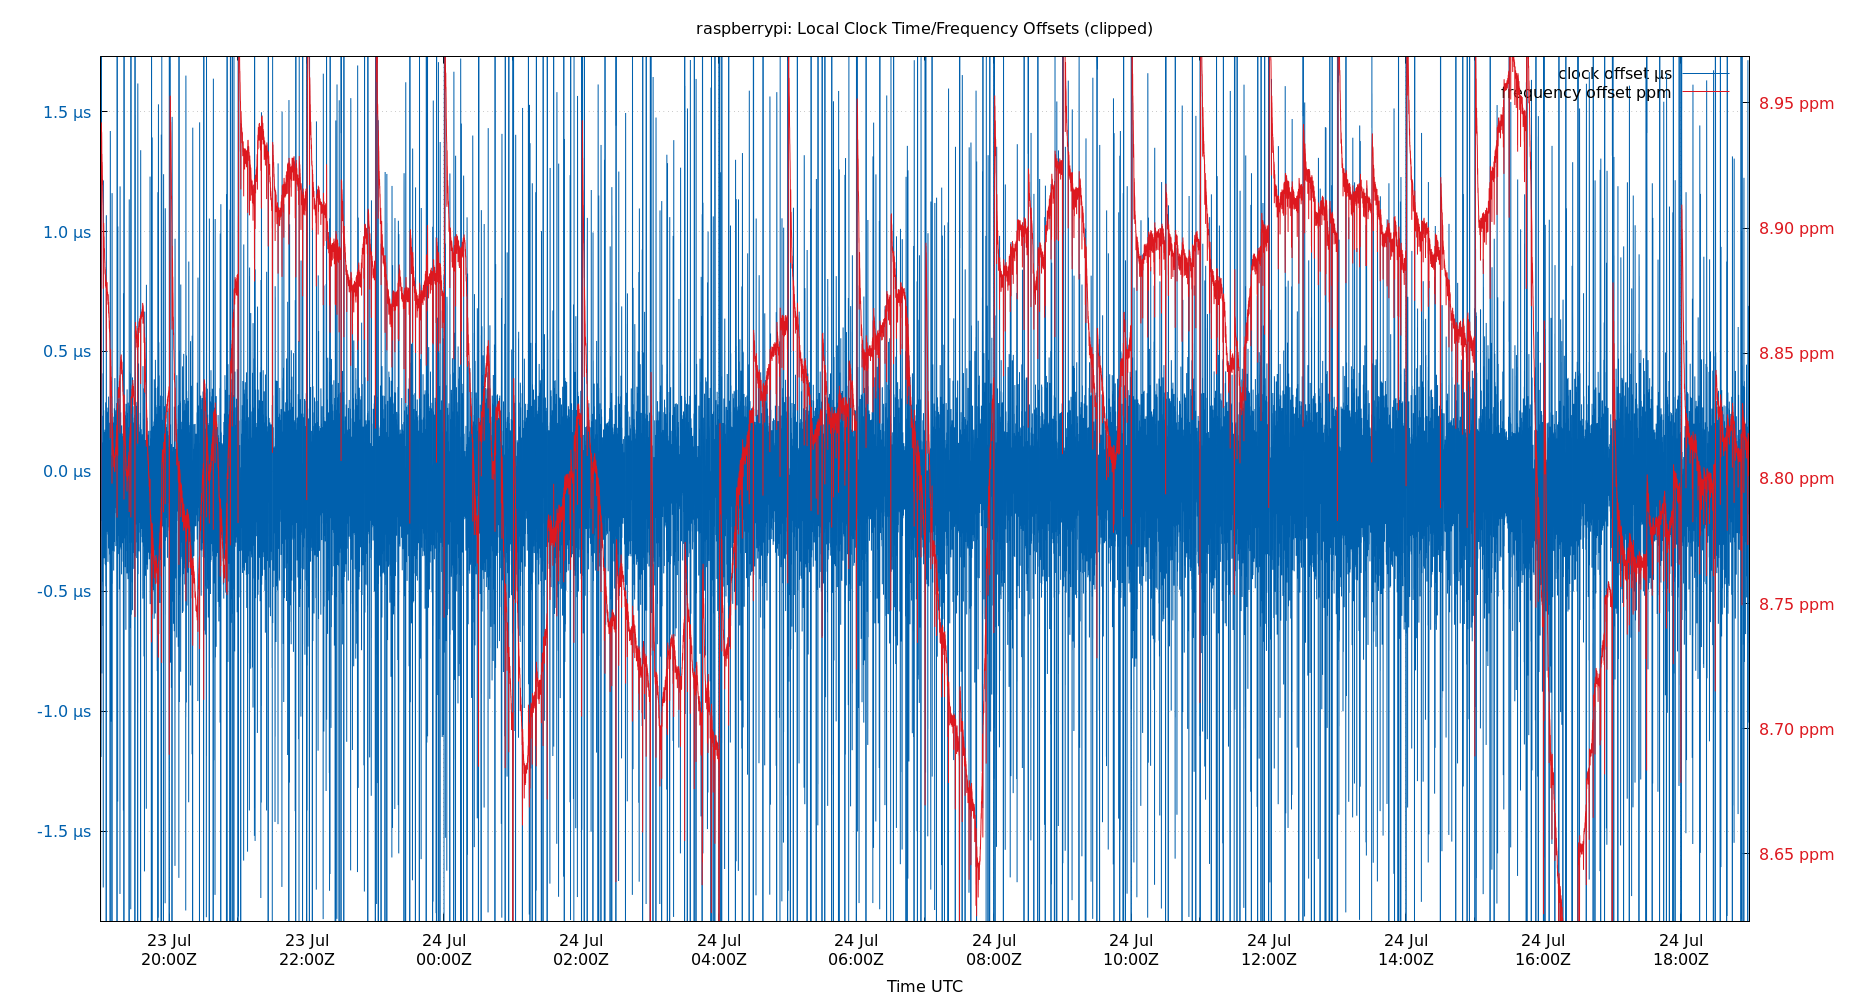 raspberrypi: Local Clock Time/Frequency Offsets (clipped)
clock offset µs
frequency offset ppm
1.5 µs
1.0 µs
0.5 µs
0.0 µs
-0.5 µs
-1.0 µs
-1.5 µs
8.95 ppm
8.90 ppm
8.85 ppm
8.80 ppm
8.75 ppm
8.70 ppm
8.65 ppm
23 Jul 23 Jul 24 Jul 24 Jul 24 Jul 24 Jul 24 Jul 24 Jul 24 Jul 24 Jul 24 Jul 24 Jul
20:00Z 22:00Z 00:00Z 02:00Z 04:00Z 06:00Z 08:00Z 10:00Z 12:00Z 14:00Z 16:00Z 18:00Z
Time UTC